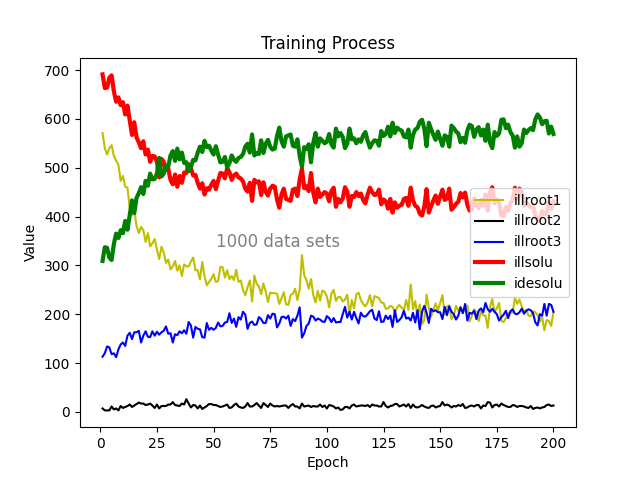 Training Process
Value
700
600
500
400
300
200
100
0
1000 data sets
illroot1
illroot2
illroot3
illsolu
idesolu
0 25 50 75 100 125 150 175 200
Epoch